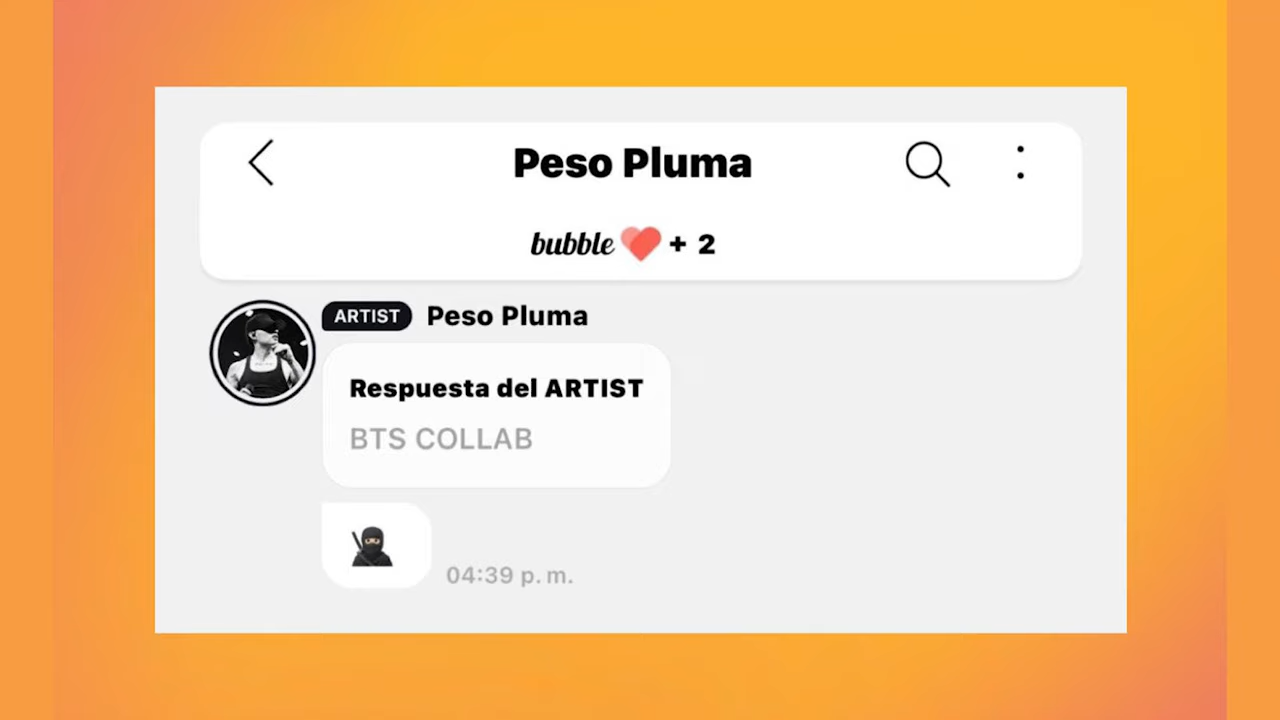 Peso Pluma
bubble + 2
ARTIST Peso Pluma
Respuesta del ARTIST
BTS COLLAB
04:39 p. m.